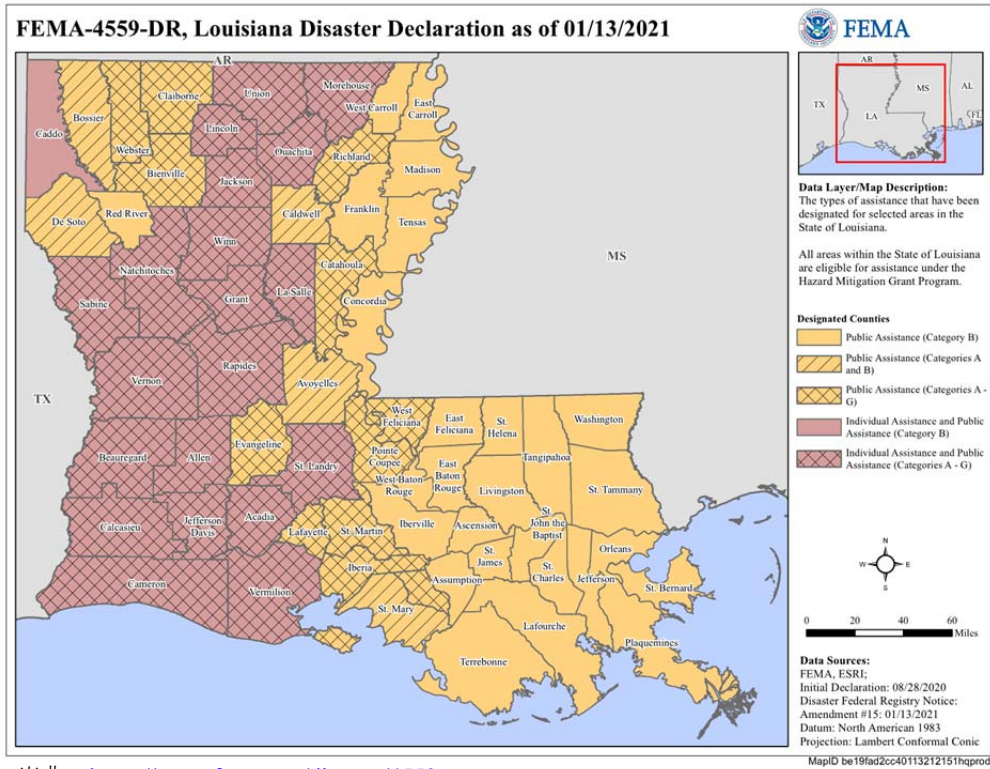 FEMA-4559-DR, Louisiana Disaster Declaration as of 01/13/2021
FEMA
AR
MS
AL
TX
LA
FL
Data Layer/Map Description:
The types of assistance that have been
designated for selected areas in the
State of Louisiana.
All areas within the State of Louisiana
are eligible for assistance under the
Hazard Mitigation Grant Program.
Designated Counties
Public Assistance (Category B)
Public Assistance (Categories A
and B)
Public Assistance (Categories A -
G)
Individual Assistance and Public
Assistance (Category B)
Individual Assistance and Public
Assistance (Categories A - G)
N
W
E
S
0 20 40 60
Miles
Data Sources:
FEMA, ESRI;
Initial Declaration: 08/28/2020
Disaster Federal Registry Notice:
Amendment #15: 01/13/2021
Datum: North American 1983
Projection: Lambert Conformal Conic
MapID be19fad2cc40113212151hqprod
AR
MS
TX
Caddo
Bossier
Webster
Claiborne
Bienville
Union
Lincoln
Jackson
Morehouse
Ouachita
West Carroll
East
Carroll
Richland
Madison
De Soto
Red River
Caldwell
Franklin
Tensas
Winn
Natchitoches
Sabine
Grant
La Salle
Catahoula
Concordia
Vernon
Rapides
Avoyelles
Beauregard
Allen
Evangeline
St. Landry
West
Feliciana
East
Feliciana
St.
Helena
Washington
Tangipahoa
Pointe
Coupee
West Baton
Rouge
East
Baton
Rouge
Livingston
St. Tammany
Calcasieu
Jefferson
Davis
Acadia
Lafayette
St. Martin
Iberville
Ascension
St.
John the
Baptist
Cameron
Vermilion
Iberia
St. Mary
Assumption
St.
James
St.
Charles
Jefferson
Orleans
St. Bernard
Terrebonne
Lafourche
Plaquemines